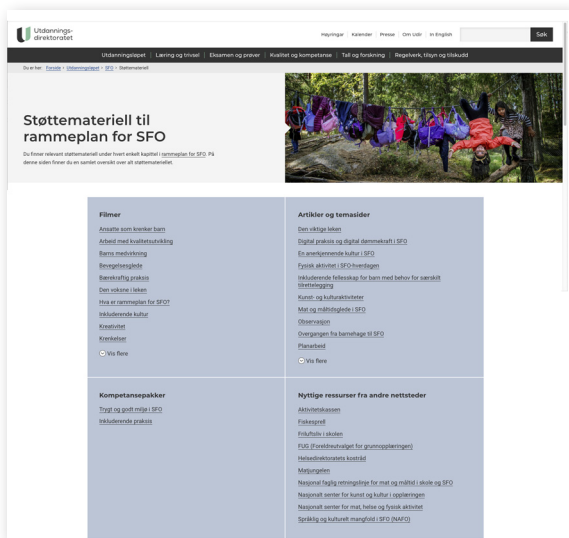 Utdannings-
direktoratet
Høyringar | Kalender | Presse | Om Udir | In English
Søk
Utdanningsløpet | Læring og trivsel | Eksamen og prøver | Kvalitet og kompetanse | Tall og forskning | Regelverk, tilsyn og tilskudd
Du er her: Forside > Utdanningsløpet > SFO > Støttemateriell
Støttemateriell til
rammeplan for SFO
Du finner relevant støttemateriell under hvert enkelt kapittel i rammeplan for SFO. På
denne siden finner du en samlet oversikt over alt støttemateriellet.
Filmer
Ansatte som krenker barn
Arbeid med kvalitetsutvikling
Barns medvirkning
Bevegelsesglede
Bærekraftig praksis
Den voksne i leken
Hva er rammeplan for SFO?
Inkluderende kultur
Kreativitet
Krenkelser
Vis flere
Artikler og temasider
Den viktige leken
Digital praksis og digital dømmekraft i SFO
En anerkjennende kultur i SFO
Fysisk aktivitet i SFO-hverdagen
Inkluderende fellesskap for barn med behov for særskilt
tilrettelegging
Kunst- og kulturaktiviteter
Mat og måltidsglede i SFO
Observasjon
Overgangen fra barnehage til SFO
Planarbeid
Vis flere
Kompetansepakker
Trygt og godt miljø i SFO
Inkluderende praksis
Nyttige ressurser fra andre nettsteder
Aktivitetskassen
Fiskesprell
Friluftsliv i skolen
FUG (Foreldreutvalget for grunnopplæringen)
Helsedirektoratets kostråd
Matjungelen
Nasjonal faglig retningslinje for mat og måltid i skole og SFO
Nasjonalt senter for kunst og kultur i opplæringen
Nasjonalt senter for mat, helse og fysisk aktivitet
Språklig og kulturelt mangfold i SFO (NAFO)